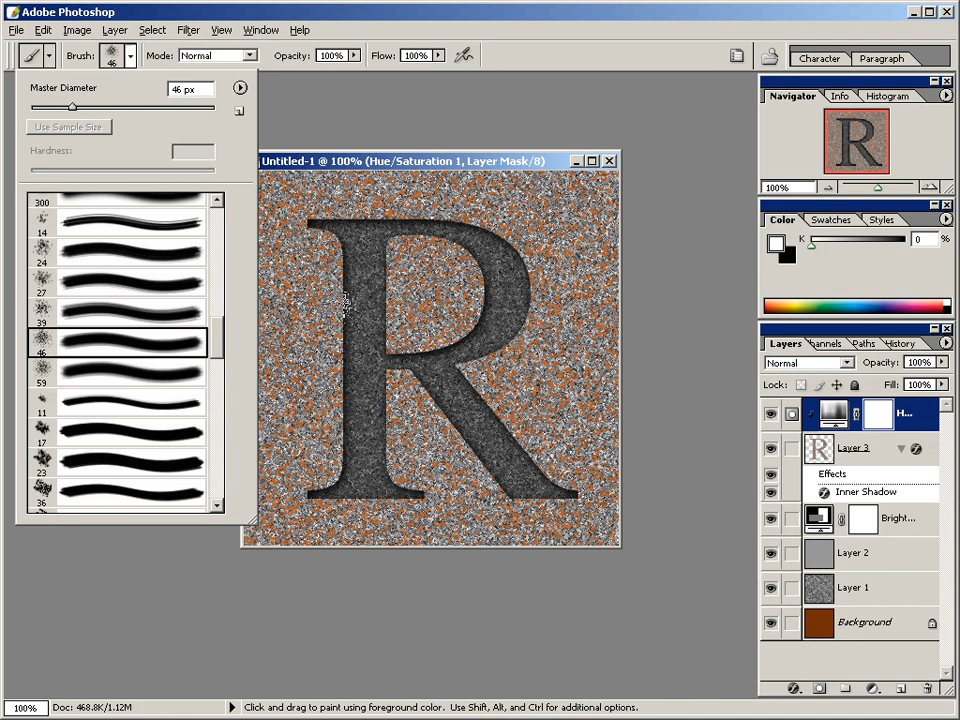 Adobe Photoshop
File Edit Image Layer Select Filter View Window Help
Brush: 46 Mode: Normal Opacity: 100% Flow: 100% Character Paragraph
Master Diameter 46 px
Use Sample Size
Hardness:
300
14
24
27
39
46
59
11
17
23
36
Untitled-1 @ 100% (Hue/Saturation 1, Layer Mask/8)
R
Navigator Info Histogram
R
100%
Color Swatches Styles
K 0 %
Layers hannels Paths History
Normal Opacity: 100%
Lock: Fill: 100%
H...
R Layer 3
Effects
Inner Shadow
Bright...
Layer 2
Layer 1
Background
100% Doc: 468.8K/1.12M Click and drag to paint using foreground color. Use Shift, Alt, and Ctrl for additional options.